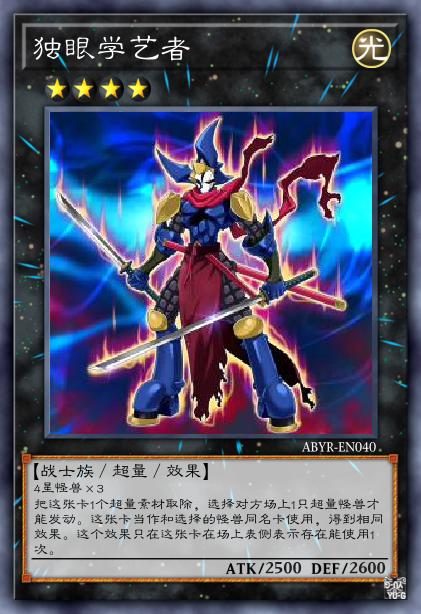 独眼学艺者
光
ABYR-EN040
【战士族/超量/效果】
4星怪兽×3
把这张卡1个超量素材取除，选择对方场上1只超量怪兽才
能发动。这张卡当作和选择的怪兽同名卡使用，得到相同
效果。这个效果只在这张卡在场上表侧表示存在能使用1
次。
ATK/2500 DEF/2600